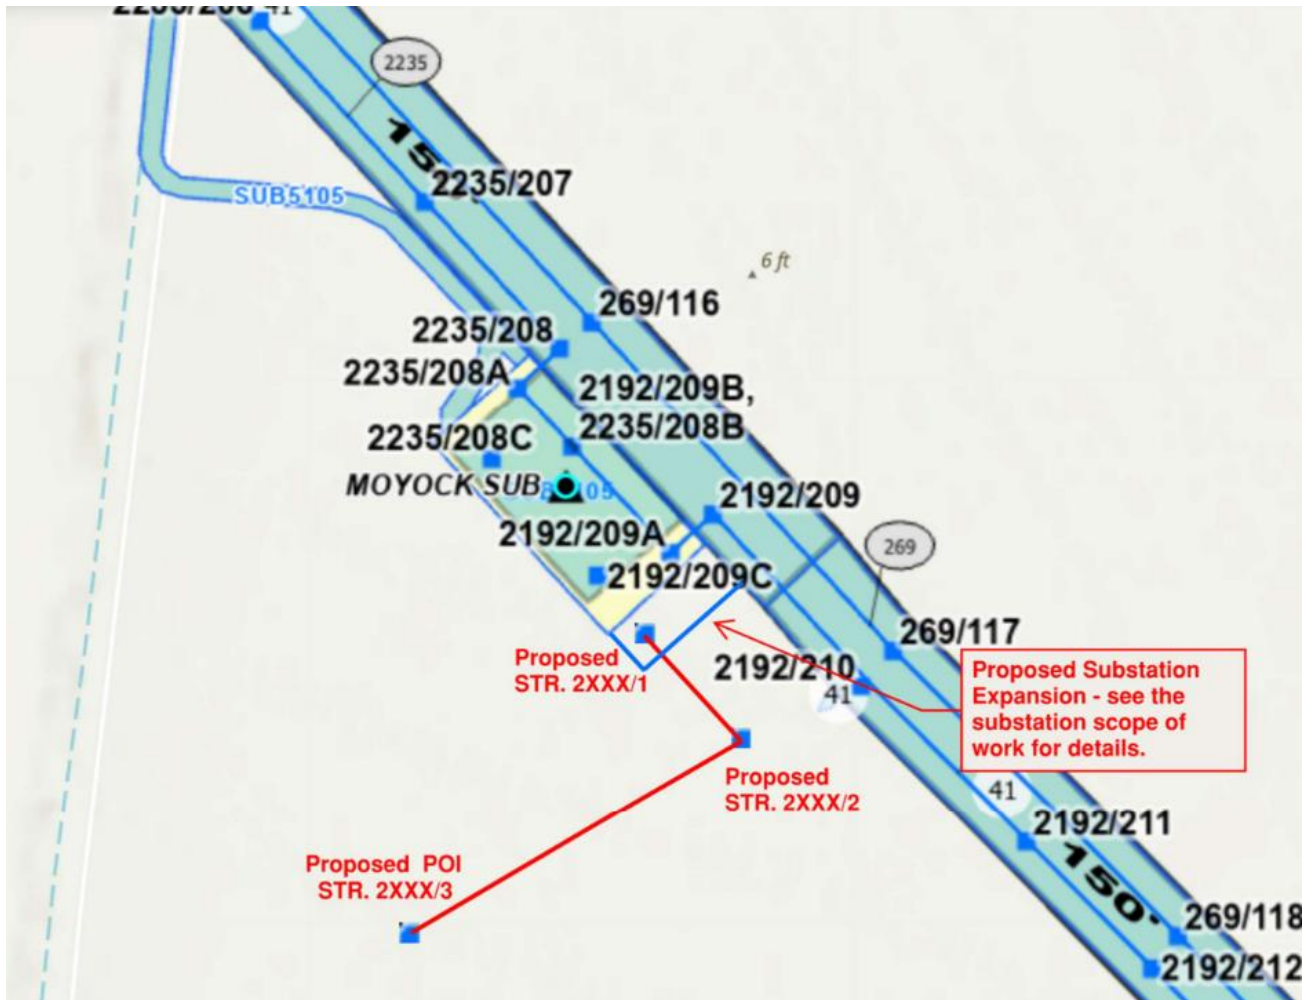 2235
15
2235/207
SUB5105
6 ft
269/116
2235/208
2235/208A
2192/209B,
2235/208B
2235/208C
MOYOCK SUB
105
2192/209
2192/209A
269
2192/209C
269/117
Proposed
STR. 2XXX/1
2192/210
41
Proposed Substation
Expansion - see the
substation scope of
work for details.
Proposed
STR. 2XXX/2
41
2192/211
Proposed POI
STR. 2XXX/3
150'
269/118
2192/212